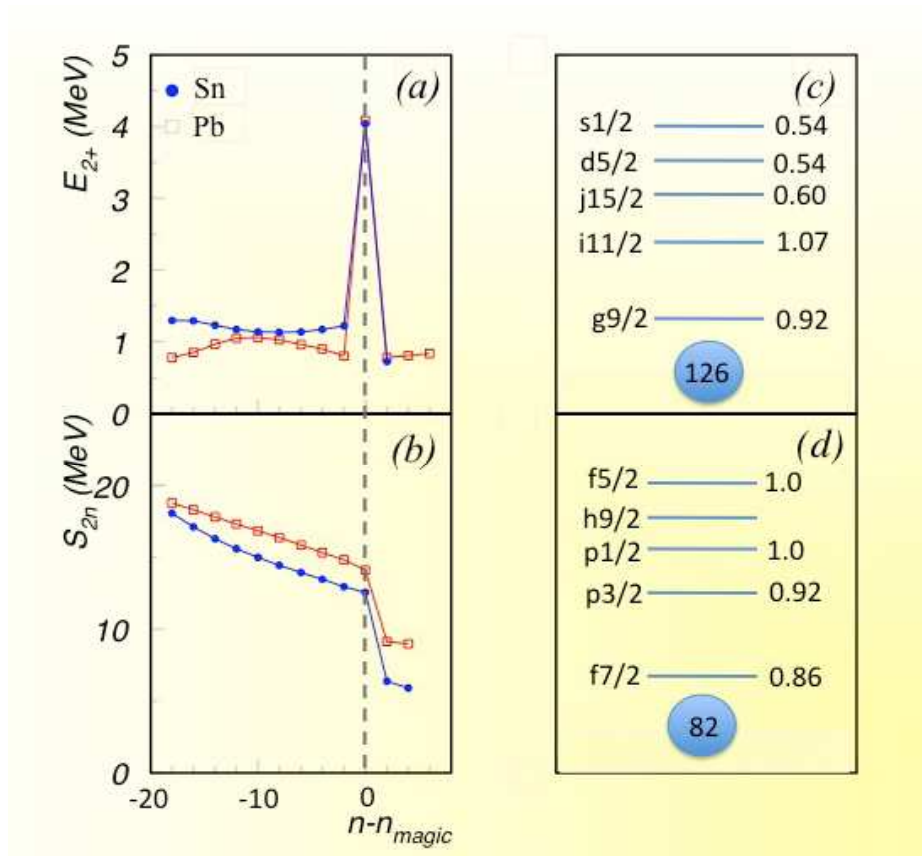 5
4
3
2
1
0
E2+ (MeV)
Sn
Pb
(a)
20
10
0
S2n (MeV)
(b)
-20
-10
0
n-nmagic
(c)
s1/2 0.54
d5/2 0.54
j15/2 0.60
i11/2 1.07
g9/2 0.92
126
(d)
f5/2 1.0
h9/2
p1/2 1.0
p3/2 0.92
f7/2 0.86
82